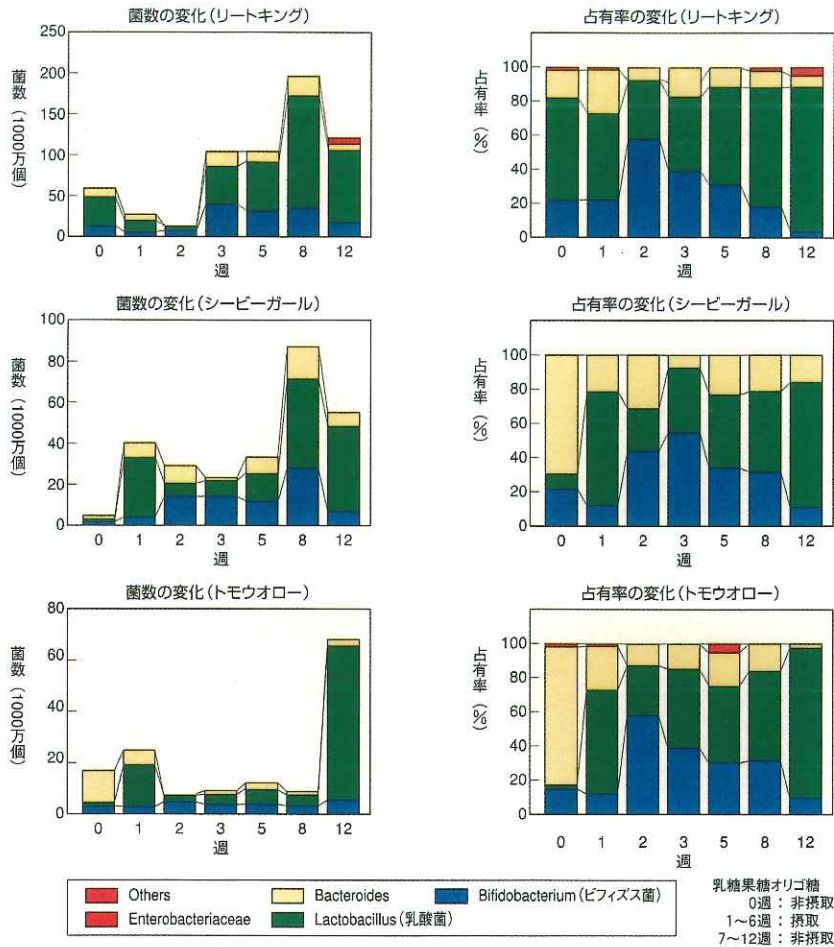 菌数の変化(リートキング)
菌数 (1000万個)
250
200
150
100
50
0
0 1 2 3 5 8 12
週
占有率の変化(リートキング)
占有率 (%)
100
80
60
40
20
0
0 1 2 3 5 8 12
週
菌数の変化(シービーガール)
菌数 (1000万個)
100
80
60
40
20
0
0 1 2 3 5 8 12
週
占有率の変化(シービーガール)
占有率 (%)
100
80
60
40
20
0
0 1 2 3 5 8 12
週
菌数の変化(トモウオロー)
菌数 (1000万個)
80
60
40
20
0
0 1 2 3 5 8 12
週
占有率の変化(トモウオロー)
占有率 (%)
100
80
60
40
20
0
0 1 2 3 5 8 12
週
Others
Bacteroides
Bifidobacterium(ビフィズス菌)
Enterobacteriaceae
Lactobacillus(乳酸菌)
乳糖果糖オリゴ糖
0週:非摂取
1〜6週:摂取
7〜12週:非摂取